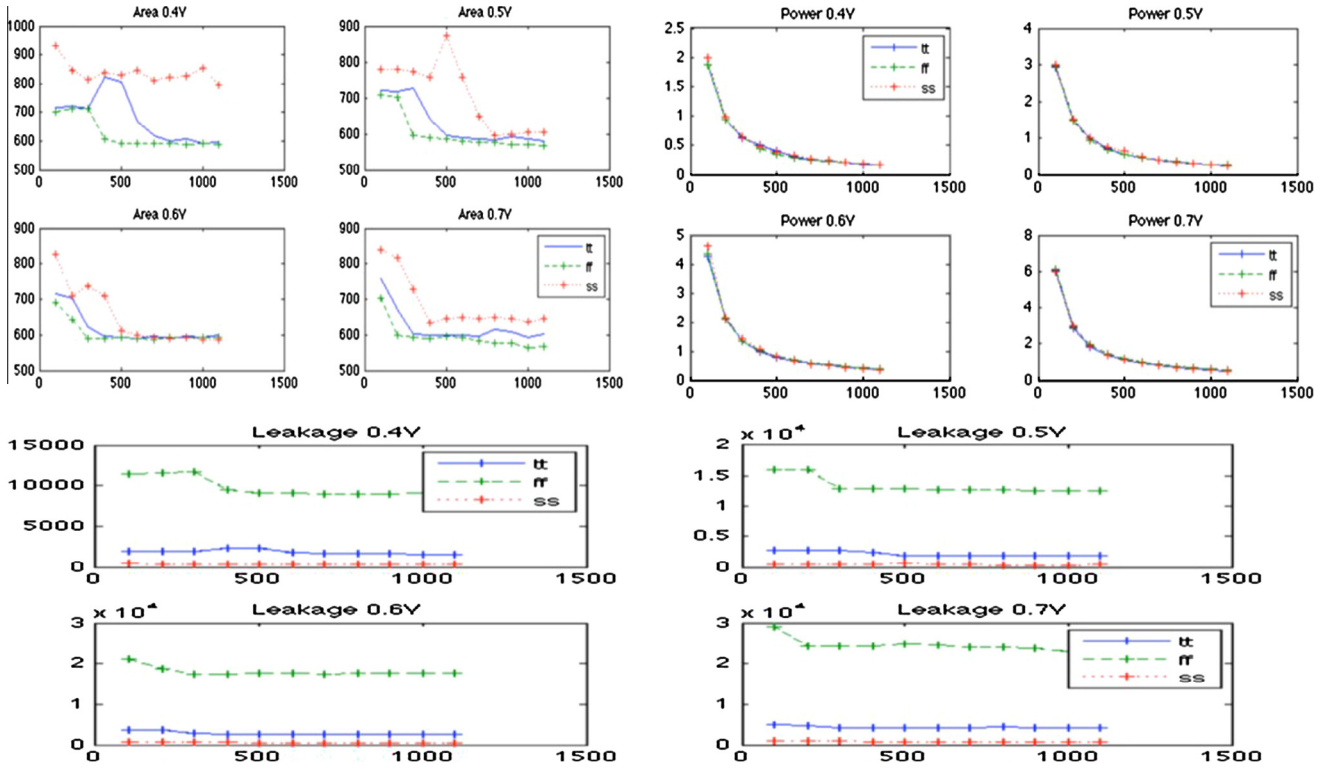 Area 0.4V
1000
900
800
700
600
500
0 500 1000 1500
Area 0.5V
900
800
700
600
500
0 500 1000 1500
Power 0.4V
2.5
2
1.5
1
0.5
0
0 500 1000 1500
tt
ff
ss
Power 0.5V
4
3
2
1
0
0 500 1000 1500
Area 0.6V
900
800
700
600
500
0 500 1000 1500
Area 0.7V
900
800
700
600
500
0 500 1000 1500
tt
ff
ss
Power 0.6V
5
4
3
2
1
0
0 500 1000 1500
Power 0.7V
8
6
4
2
0
0 500 1000 1500
tt
ff
ss
Leakage 0.4V
15000
10000
5000
0
0 500 1000 1500
tt
ff
ss
Leakage 0.5V
x 10⁴
2
1.5
1
0.5
0
0 500 1000 1500
Leakage 0.6V
x 10⁴
3
2
1
0
0 500 1000 1500
Leakage 0.7V
x 10⁴
3
2
1
0
0 500 1000 1500
tt
ff
ss